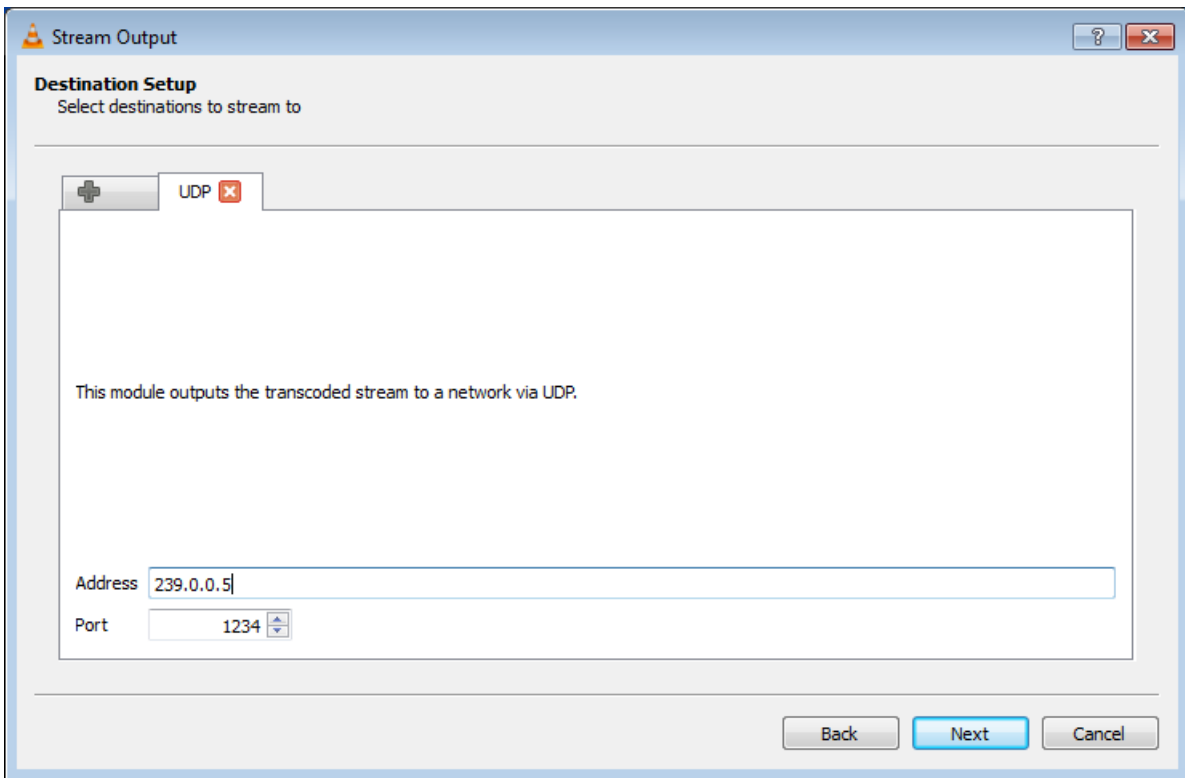 Stream Output
Destination Setup
Select destinations to stream to
UDP
This module outputs the transcoded stream to a network via UDP.
Address 239.0.0.5
Port 1234
Back Next Cancel